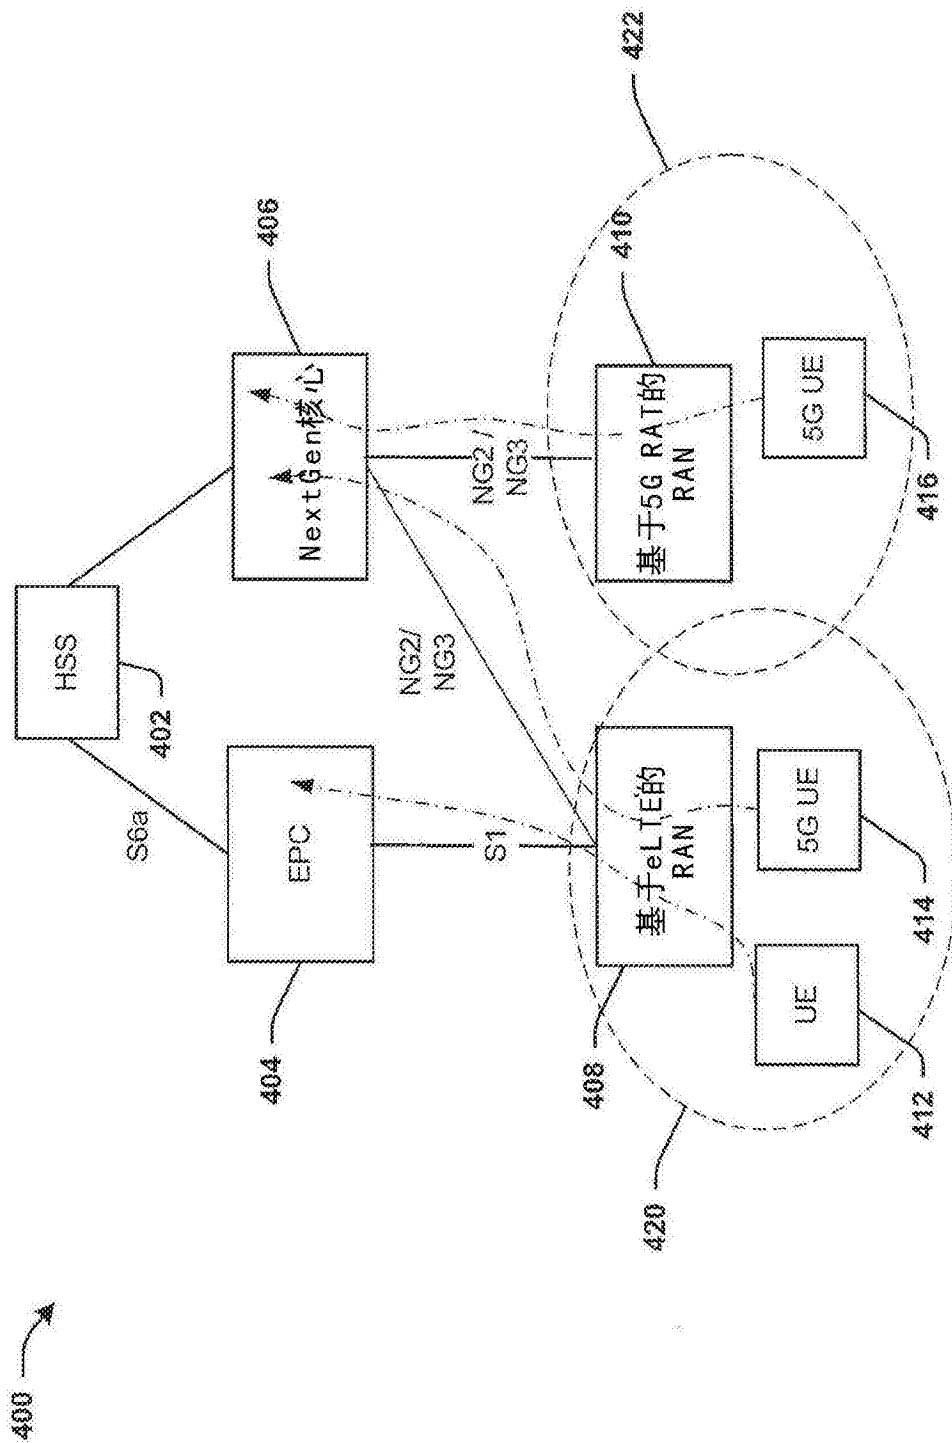 400
HSS
402
S6a
EPC
404
NextGen核心
406
S1
NG2/
NG3
NG2/
NG3
基于eLTE的
RAN
408
基于5G RAT的
RAN
410
UE
412
5G UE
414
5G UE
416
420
422